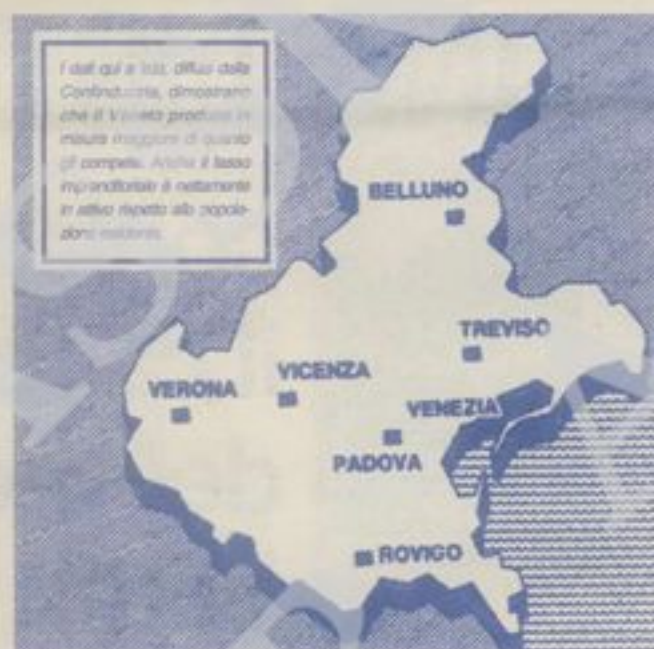 I dati qui a lato, diffusi dalla
Confindustria, dimostrano
che il Veneto produce in
misura maggiore di quanto
gli compete. Anche il tasso
imprenditoriale è nettamente
in attivo rispetto alla popola-
zione residente.
BELLUNO
TREVISO
VICENZA
VERONA
VENEZIA
PADOVA
ROVIGO